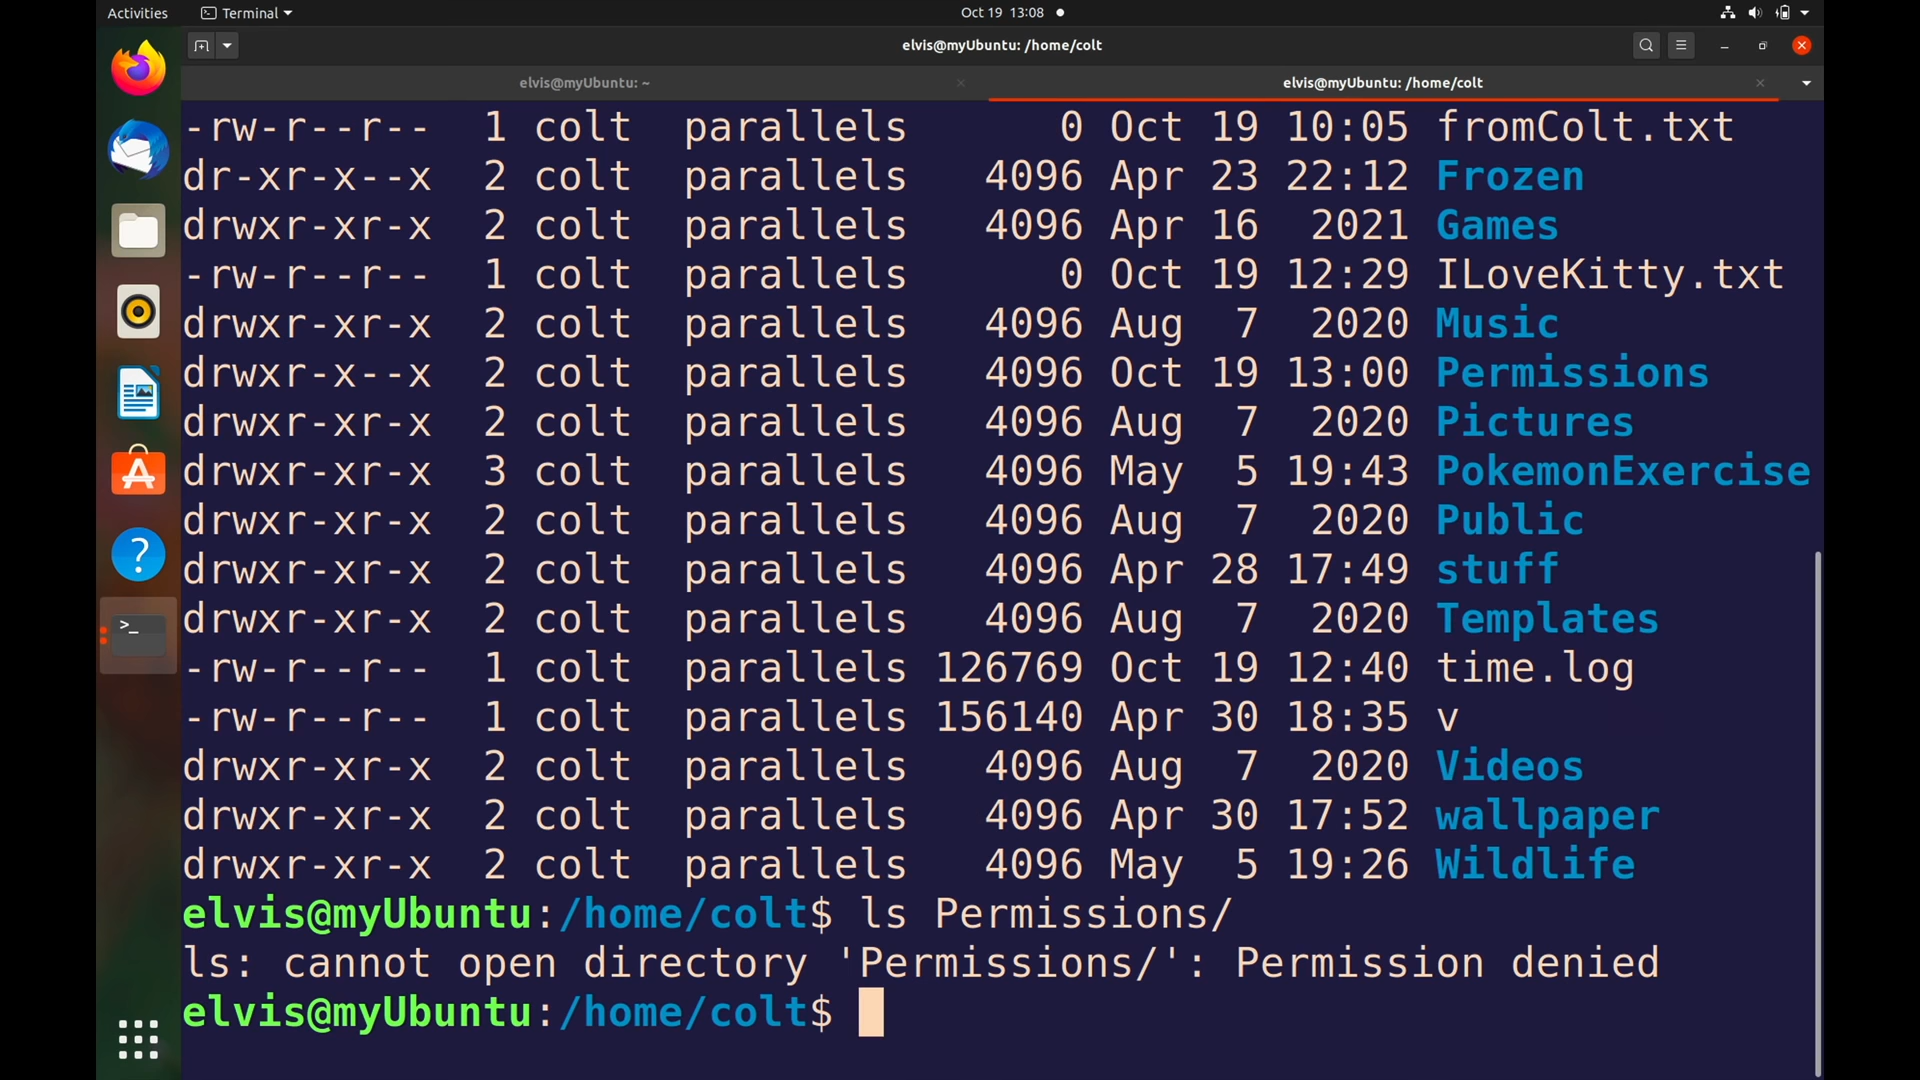 Activities Terminal Oct 19 13:08
elvis@myUbuntu: /home/colt
elvis@myUbuntu: ~ elvis@myUbuntu: /home/colt
-rw-r--r-- 1 colt parallels 0 Oct 19 10:05 fromColt.txt
dr-xr-x--x 2 colt parallels 4096 Apr 23 22:12 Frozen
drwxr-xr-x 2 colt parallels 4096 Apr 16 2021 Games
-rw-r--r-- 1 colt parallels 0 Oct 19 12:29 ILoveKitty.txt
drwxr-xr-x 2 colt parallels 4096 Aug 7 2020 Music
drwxr-x--x 2 colt parallels 4096 Oct 19 13:00 Permissions
drwxr-xr-x 2 colt parallels 4096 Aug 7 2020 Pictures
drwxr-xr-x 3 colt parallels 4096 May 5 19:43 PokemonExercise
drwxr-xr-x 2 colt parallels 4096 Aug 7 2020 Public
drwxr-xr-x 2 colt parallels 4096 Apr 28 17:49 stuff
drwxr-xr-x 2 colt parallels 4096 Aug 7 2020 Templates
-rw-r--r-- 1 colt parallels 126769 Oct 19 12:40 time.log
-rw-r--r-- 1 colt parallels 156140 Apr 30 18:35 v
drwxr-xr-x 2 colt parallels 4096 Aug 7 2020 Videos
drwxr-xr-x 2 colt parallels 4096 Apr 30 17:52 wallpaper
drwxr-xr-x 2 colt parallels 4096 May 5 19:26 Wildlife
elvis@myUbuntu:/home/colt$ ls Permissions/
ls: cannot open directory 'Permissions/': Permission denied
elvis@myUbuntu:/home/colt$